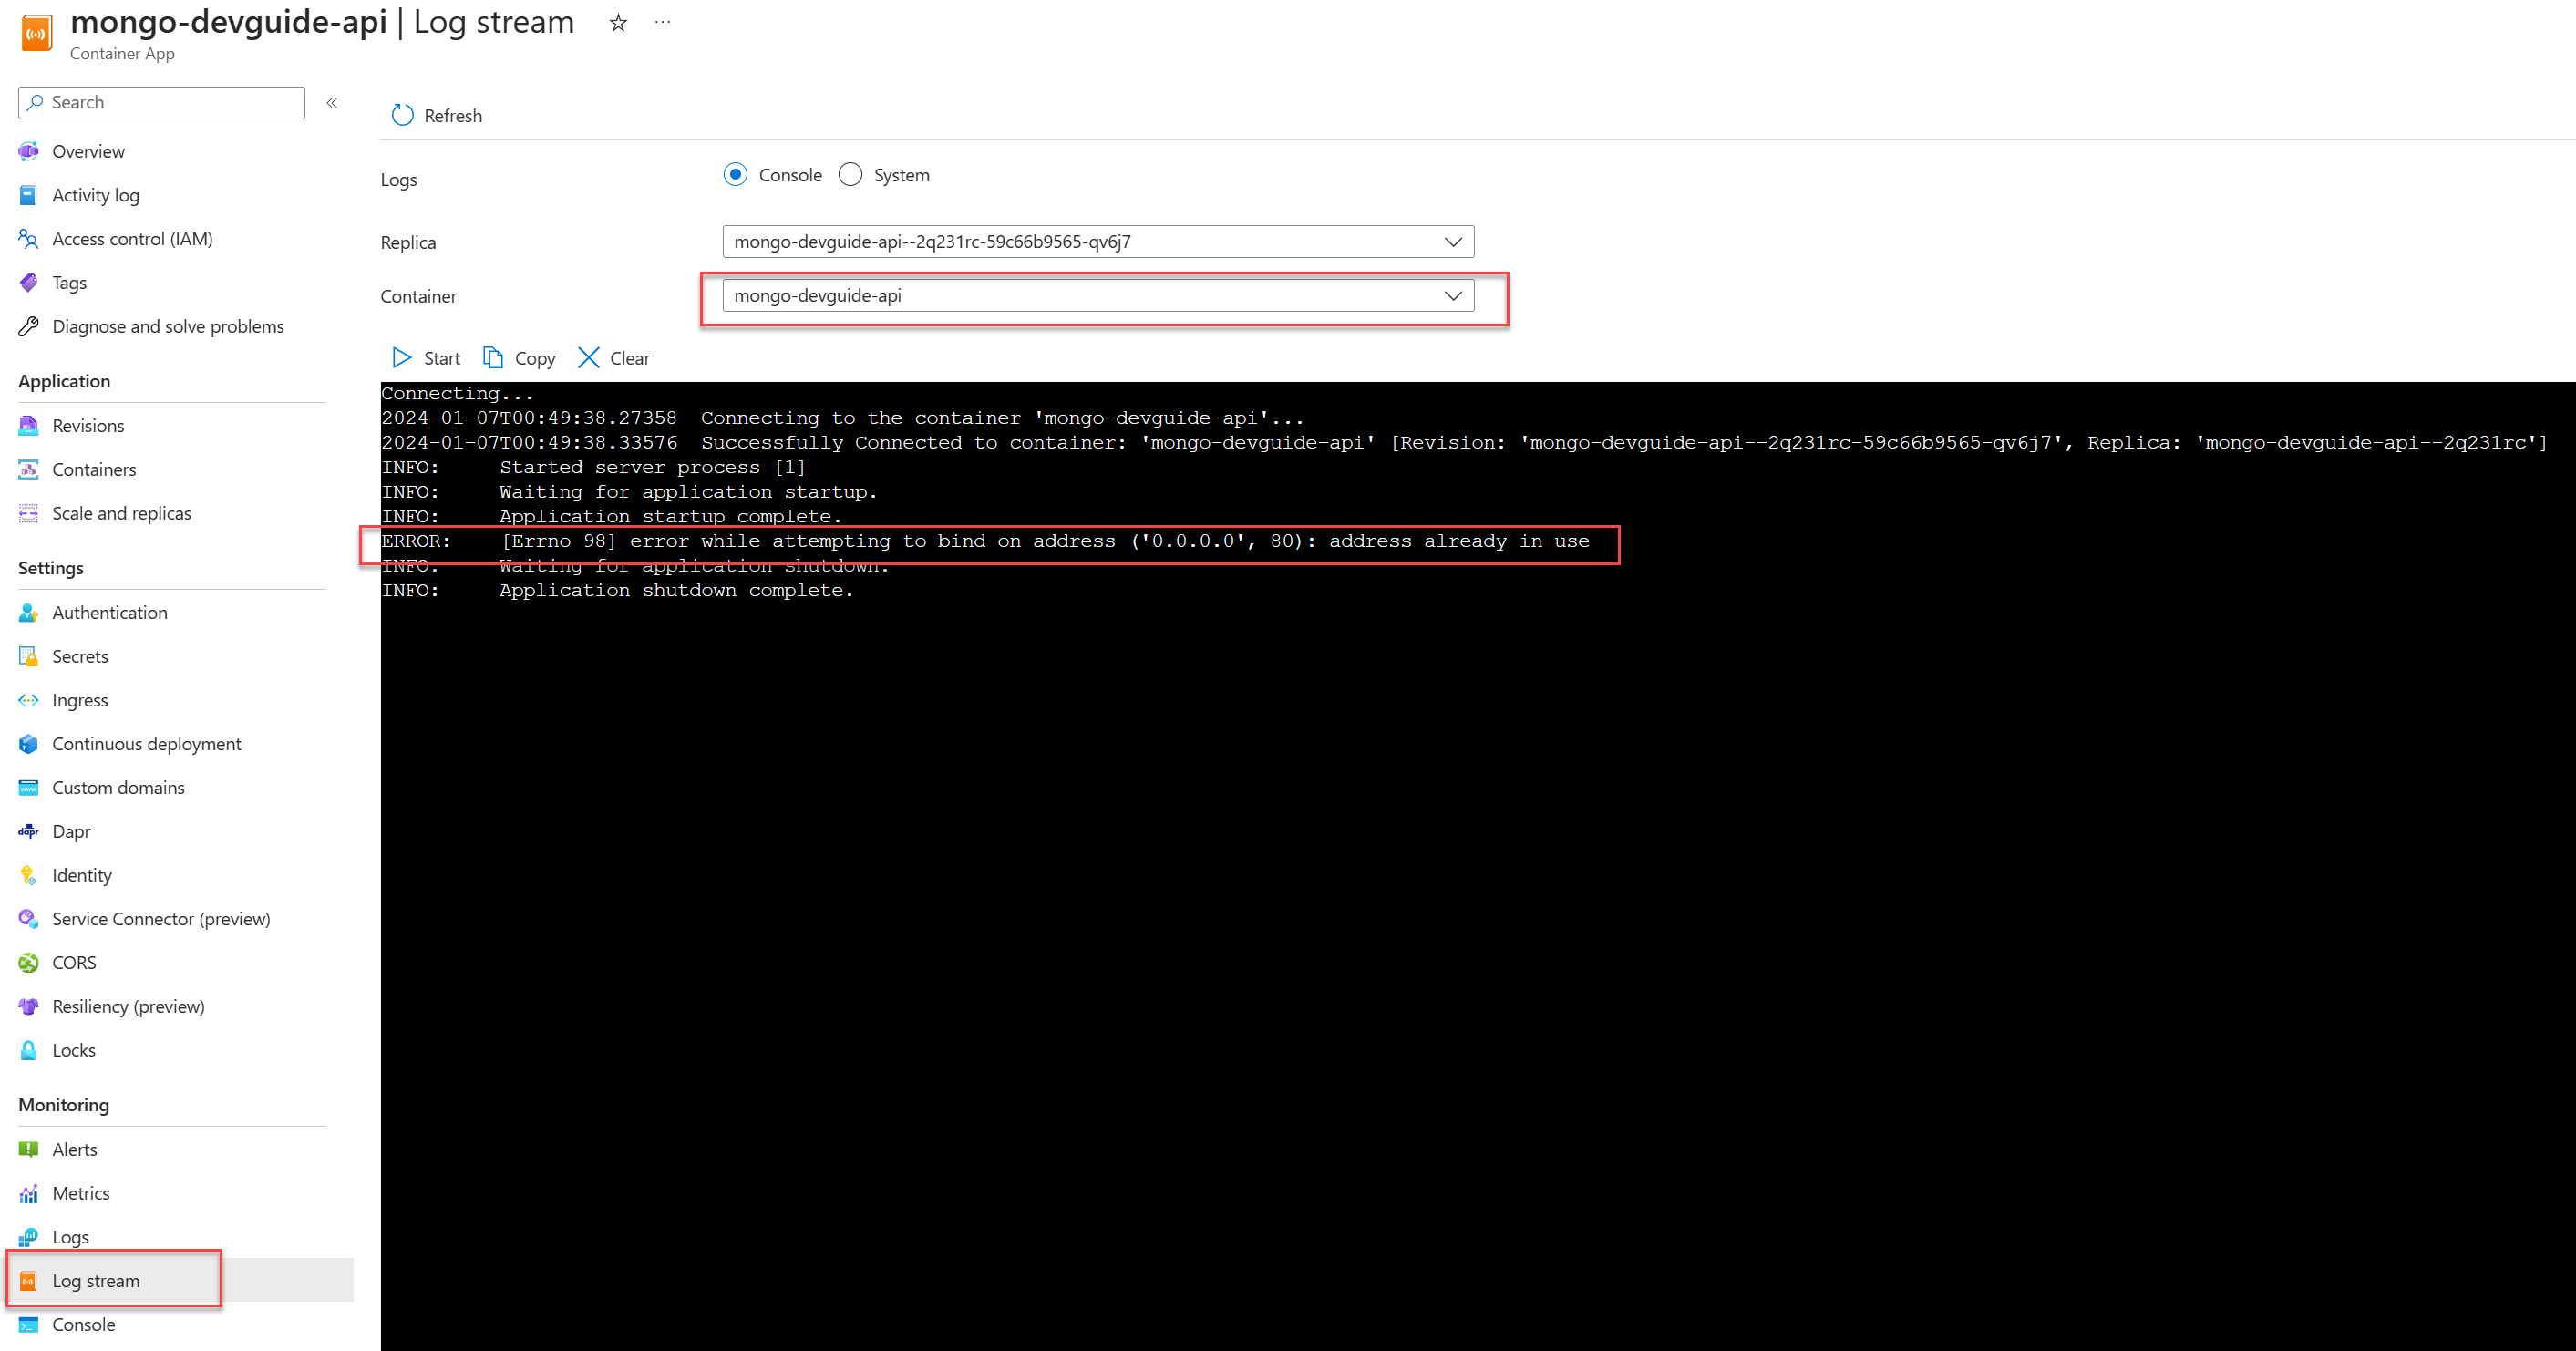 mongo-devguide-api | Log stream
Container App
Search
Overview
Activity log
Access control (IAM)
Tags
Diagnose and solve problems
Application
Revisions
Containers
Scale and replicas
Settings
Authentication
Secrets
Ingress
Continuous deployment
Custom domains
Dapr
Identity
Service Connector (preview)
CORS
Resiliency (preview)
Locks
Monitoring
Alerts
Metrics
Logs
Log stream
Console
Refresh
Logs Console System
Replica mongo-devguide-api--2q231rc-59c66b9565-qv6j7
Container mongo-devguide-api
Start Copy Clear
Connecting...
2024-01-07T00:49:38.27358 Connecting to the container 'mongo-devguide-api'...
2024-01-07T00:49:38.33576 Successfully Connected to container: 'mongo-devguide-api' [Revision: 'mongo-devguide-api--2q231rc-59c66b9565-qv6j7', Replica: 'mongo-devguide-api--2q231rc']
INFO: Started server process [1]
INFO: Waiting for application startup.
INFO: Application startup complete.
ERROR: [Errno 98] error while attempting to bind on address ('0.0.0.0', 80): address already in use
INFO: Waiting for application shutdown.
INFO: Application shutdown complete.